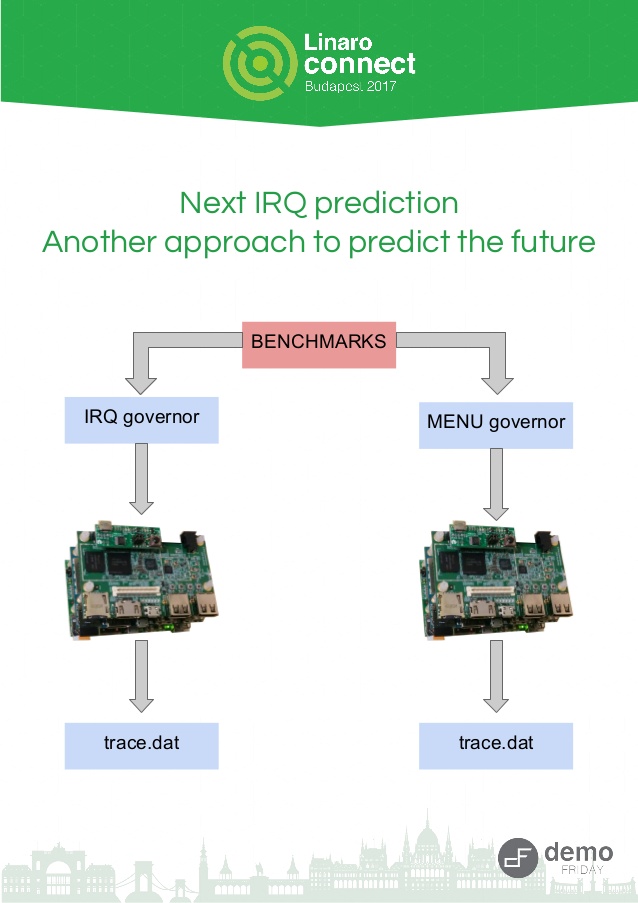 Linaro
connect
Budapest 2017
Next IRQ prediction
Another approach to predict the future
BENCHMARKS
IRQ governor
MENU governor
trace.dat
trace.dat
demo
FRIDAY